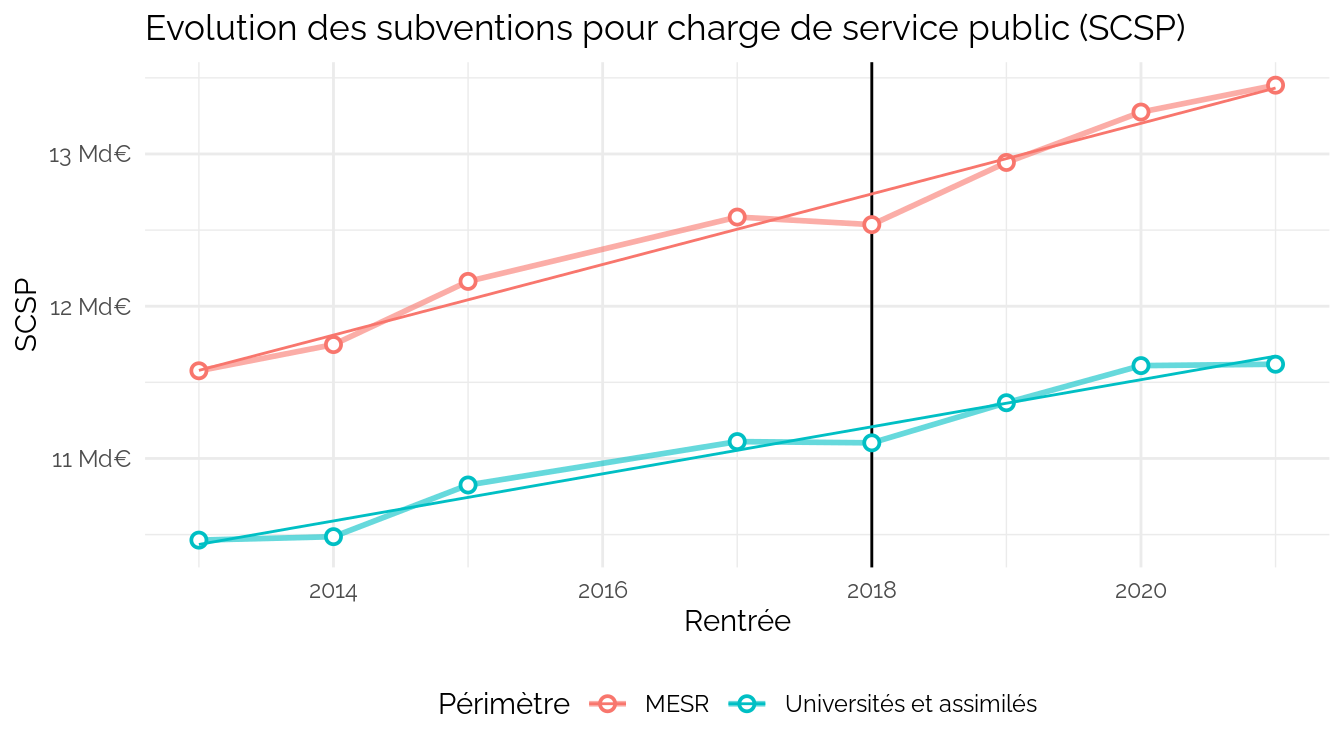 Evolution des subventions pour charge de service public (SCSP)
13 Md€
12 Md€
11 Md€
SCSP
2014 2016 2018 2020
Rentrée
Périmètre MESR Universités et assimilés